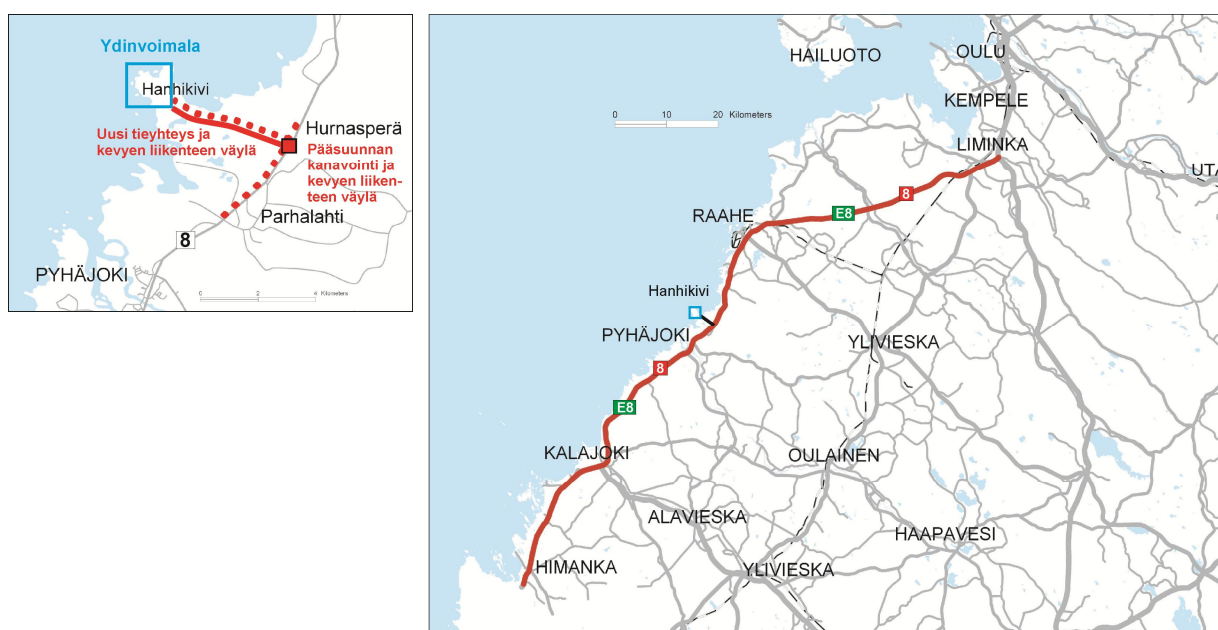 Ydinvoimala
Hanhikivi
Uusi tieyhteys ja
kevyen liikenteen väylä
Hurnasperä
Pääsuunnan
kanavointi ja
kevyen liiken-
teen väylä
Parhalahti
8
PYHÄJOKI
0 2 4 Kilometers
HAILUOTO
OULU
KEMPELE
0 10 20 Kilometers
LIMINKA
UTA
8
E8
RAAHE
Hanhikivi
PYHÄJOKI
YLIVIESKA
8
E8
KALAJOKI
OULAINEN
ALAVIESKA
HAAPAVESI
HIMANKA
YLIVIESKA